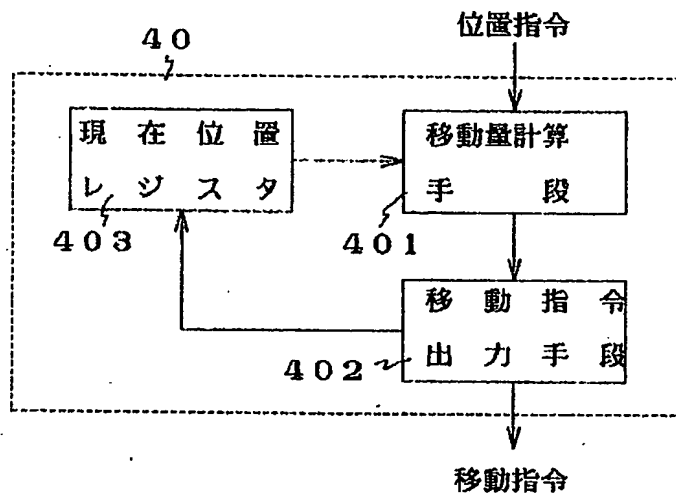 40
位置指令
現在位置
レジスタ
403
移動量計算
手段
401
移動指令
出力手段
402
移動指令